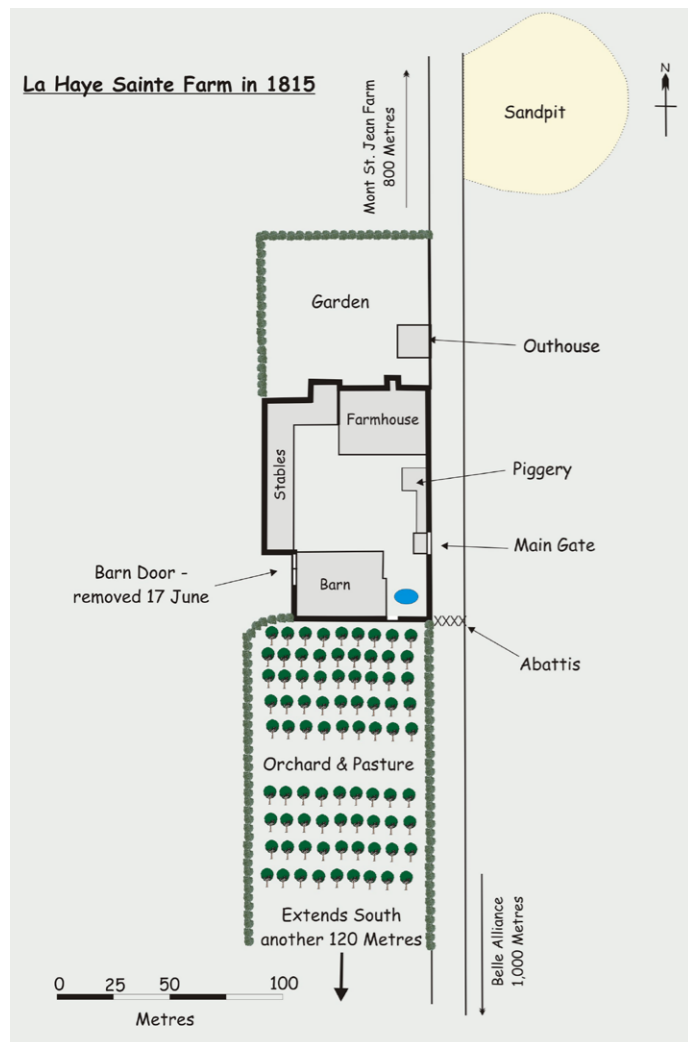 La Haye Sainte Farm in 1815
Mont St. Jean Farm
800 Metres
Sandpit
N
Garden
Outhouse
Farmhouse
Stables
Piggery
Main Gate
Barn Door -
removed 17 June
Barn
Abattis
Orchard & Pasture
Extends South
another 120 Metres
Belle Alliance
1,000 Metres
0 25 50 100
Metres